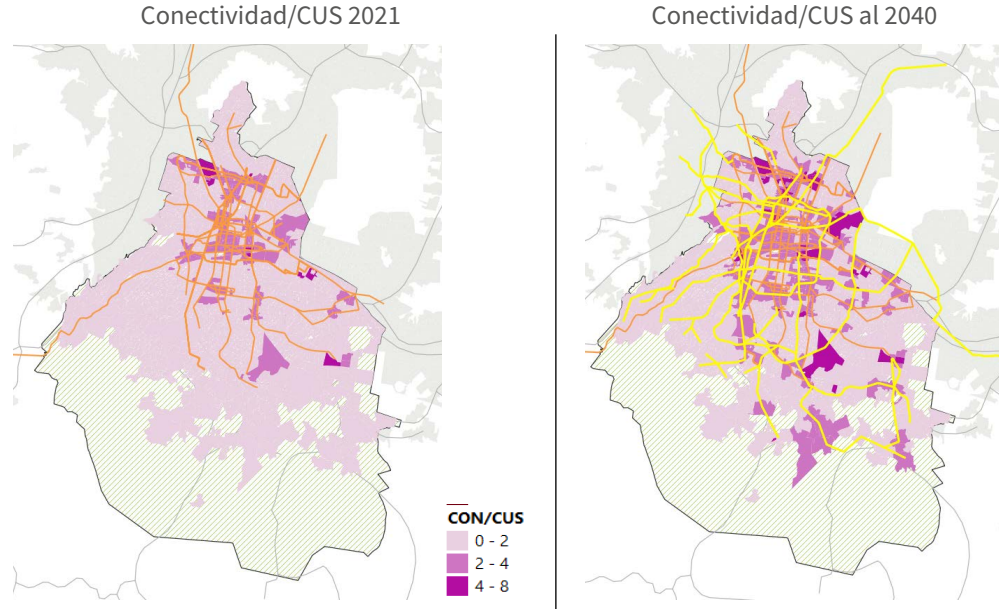 Conectividad/CUS 2021
Conectividad/CUS al 2040
CON/CUS
0 - 2
2 - 4
4 - 8